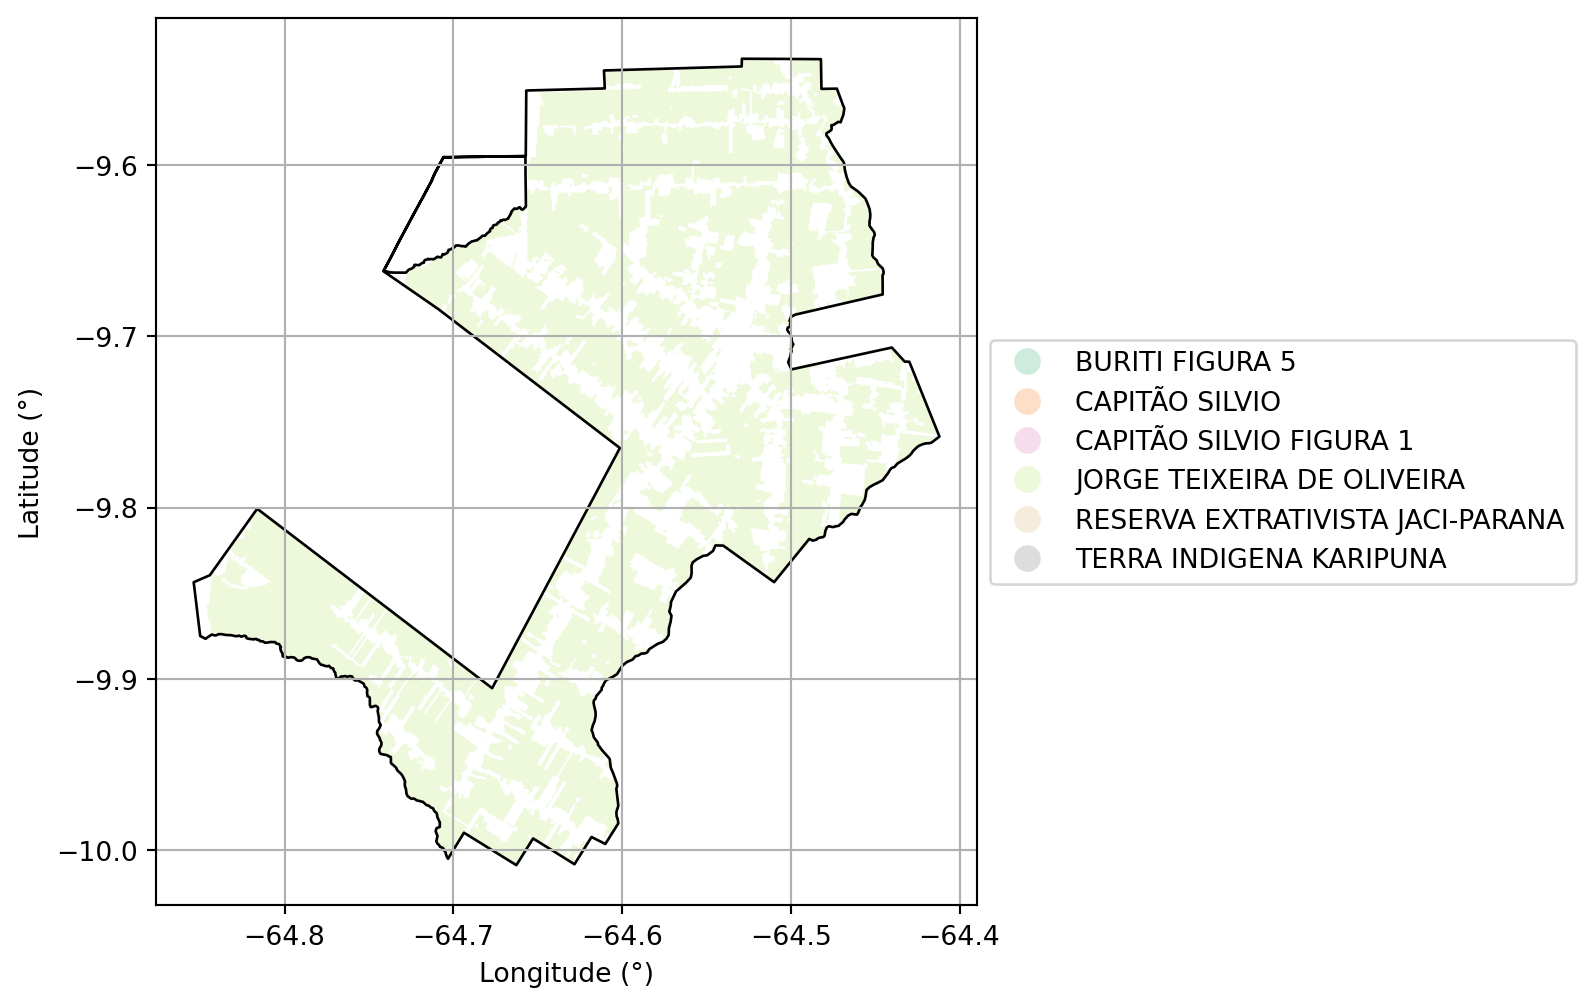 −9.6
−9.7
−9.8
−9.9
−10.0
Latitude (°)
−64.8
−64.7
−64.6
−64.5
−64.4
Longitude (°)
BURITI FIGURA 5
CAPITÃO SILVIO
CAPITÃO SILVIO FIGURA 1
JORGE TEIXEIRA DE OLIVEIRA
RESERVA EXTRATIVISTA JACI-PARANA
TERRA INDIGENA KARIPUNA